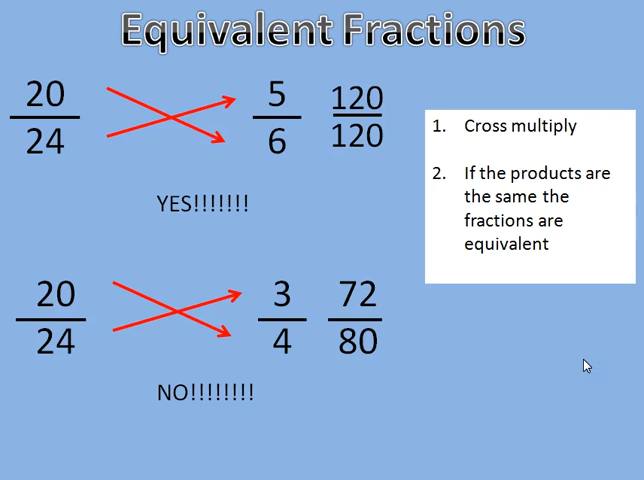 Equivalent Fractions
20 5 120
24 6 120
YES!!!!!!!
1. Cross multiply
2. If the products are
the same the
fractions are
equivalent
20 3 72
24 4 80
NO!!!!!!!!